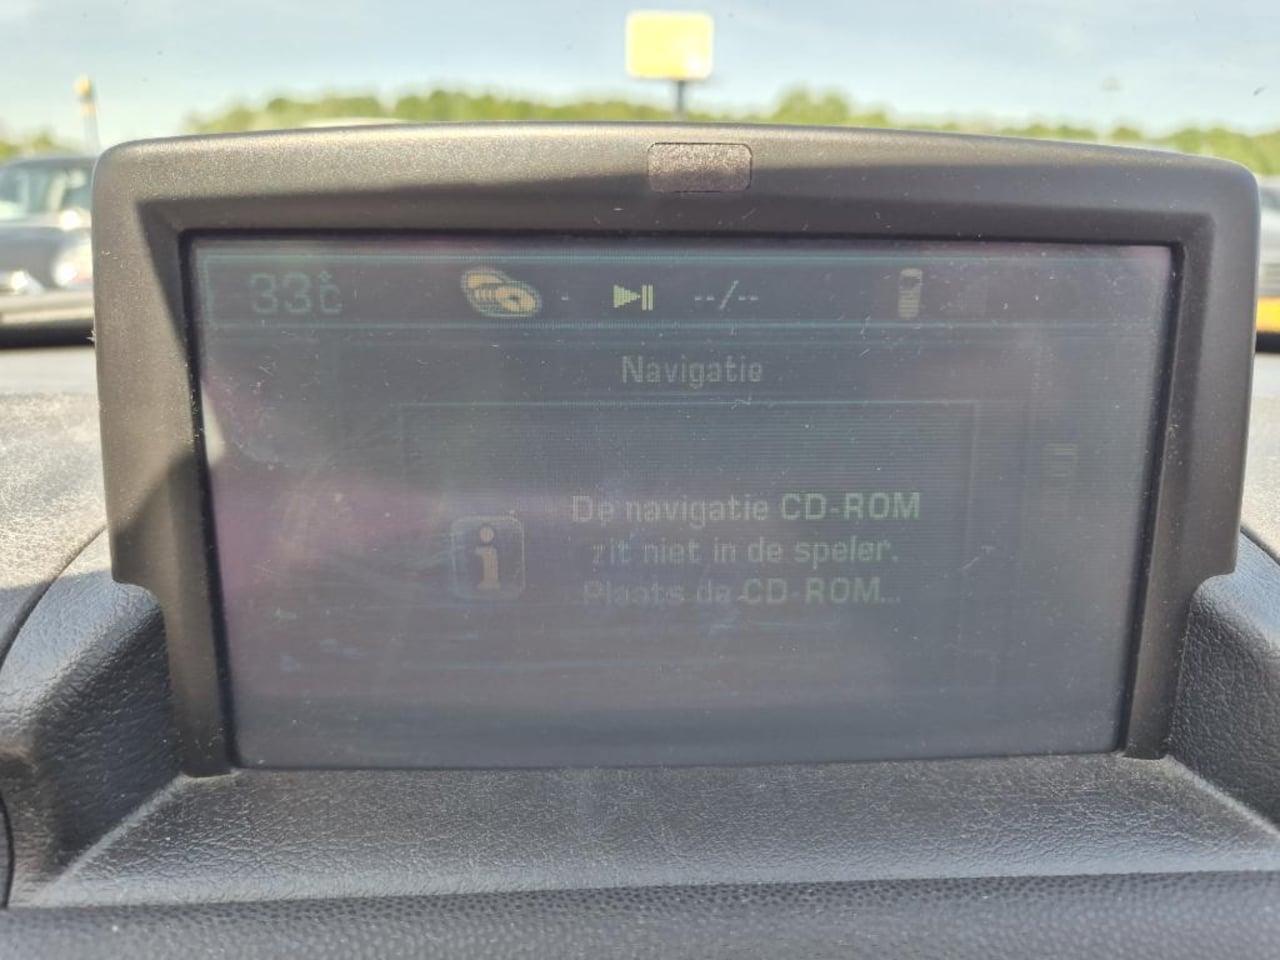 33°C - --/--
Navigatie
De navigatie CD-ROM
zit niet in de speler.
Plaats de CD-ROM...